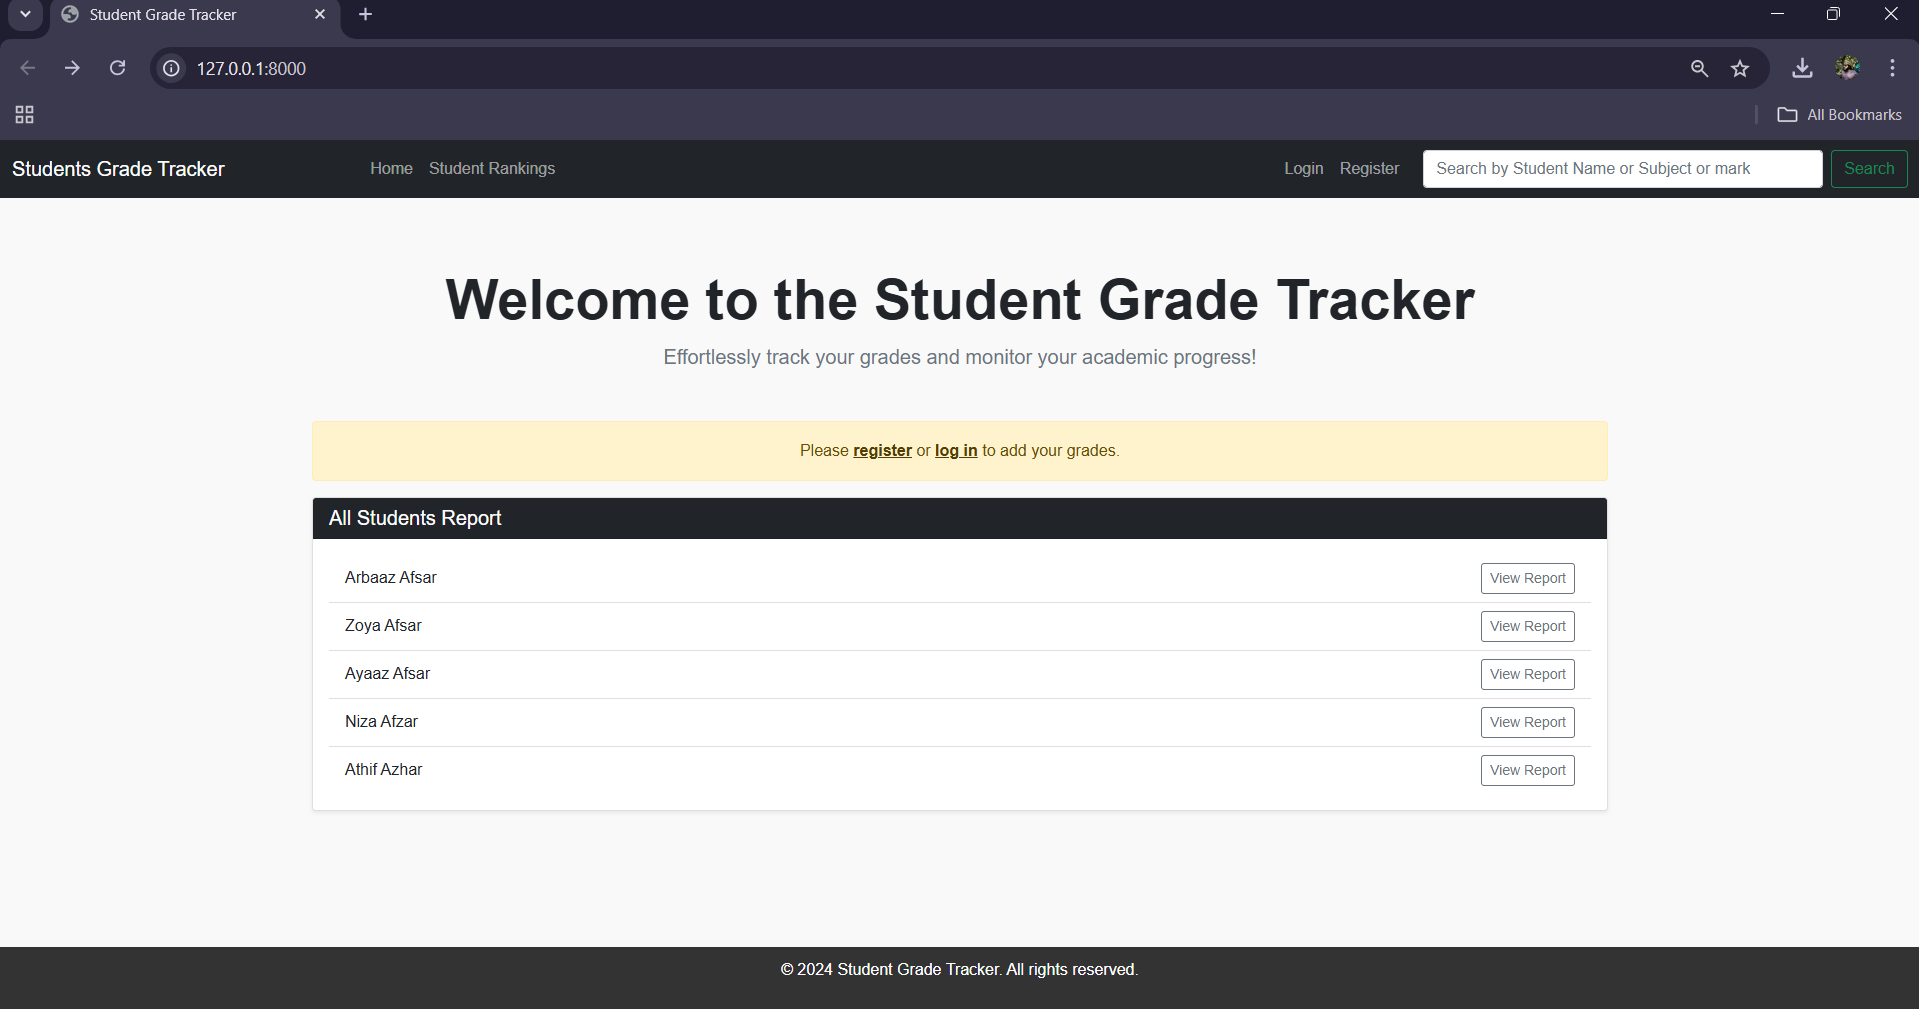 Student Grade Tracker
127.0.0.1:8000
All Bookmarks
Students Grade Tracker Home Student Rankings Login Register Search by Student Name or Subject or mark Search
Welcome to the Student Grade Tracker
Effortlessly track your grades and monitor your academic progress!
Please register or log in to add your grades.
All Students Report
Arbaaz Afsar View Report
Zoya Afsar View Report
Ayaaz Afsar View Report
Niza Afzar View Report
Athif Azhar View Report
© 2024 Student Grade Tracker. All rights reserved.